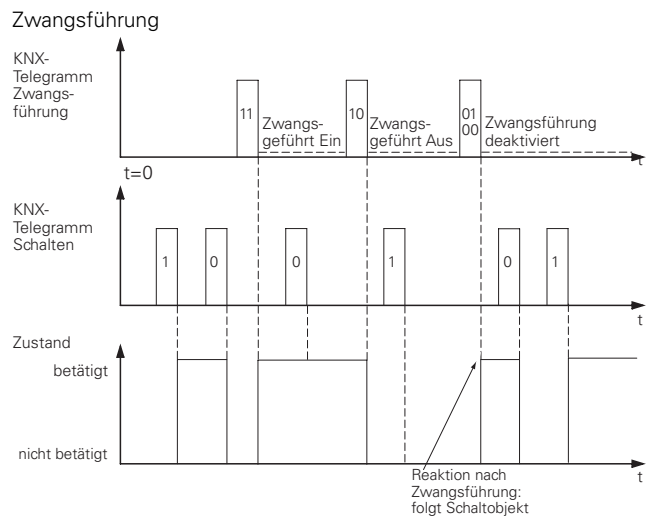 Zwangsführung
KNX-
Telegramm
Zwangs-
führung
11
Zwangs-
geführt Ein
10
Zwangs-
geführt Aus
01
00
Zwangsführung
deaktiviert
t
t=0
KNX-
Telegramm
Schalten
1
0
0
1
0
1
t
Zustand
betätigt
nicht betätigt
t
Reaktion nach
Zwangsführung:
folgt Schaltobjekt